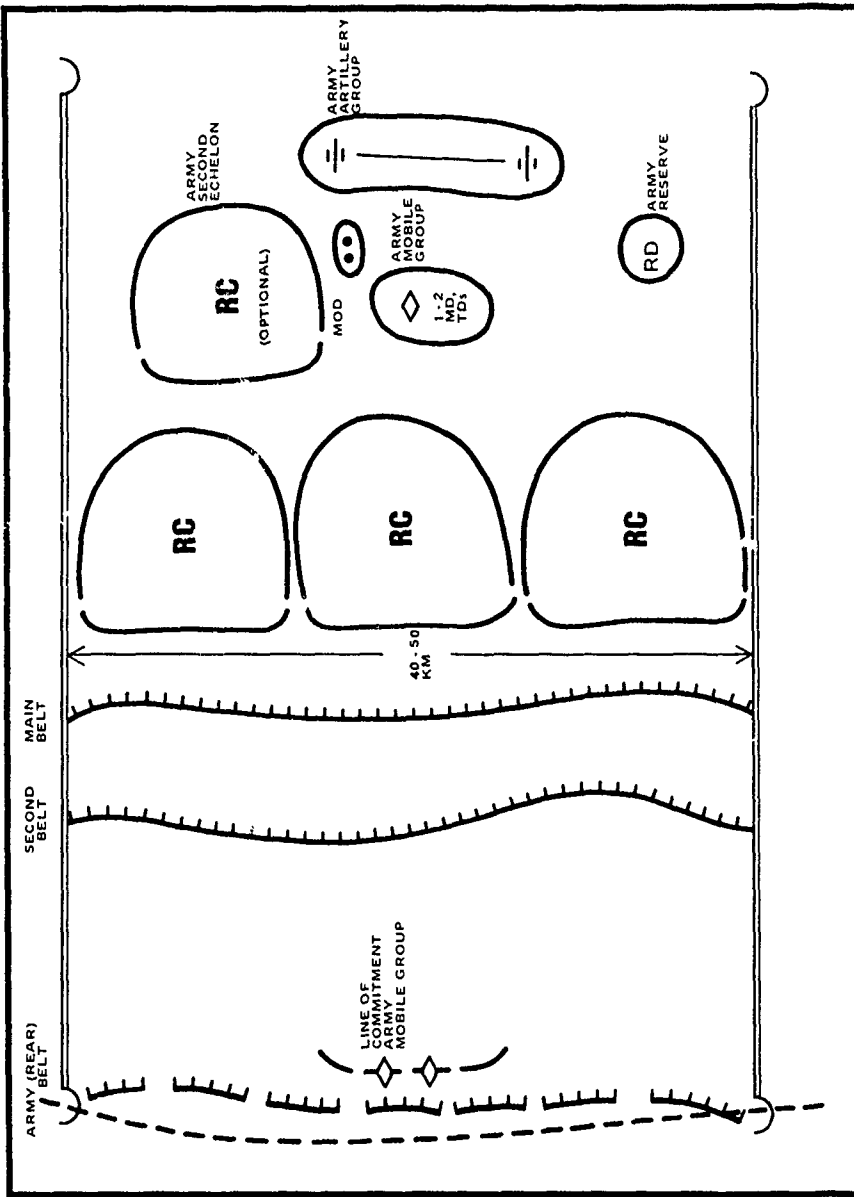 ARMY (REAR)
BELT
SECOND
BELT
MAIN
BELT
LINE OF
COMMITMENT
ARMY
MOBILE GROUP
40 - 50
KM
RC
RC
RC
RC
(OPTIONAL)
ARMY
SECOND
ECHELON
MOD
1 - 2
MD,
TDs
ARMY
MOBILE
GROUP
ARMY
ARTILLERY
GROUP
RD
ARMY
RESERVE